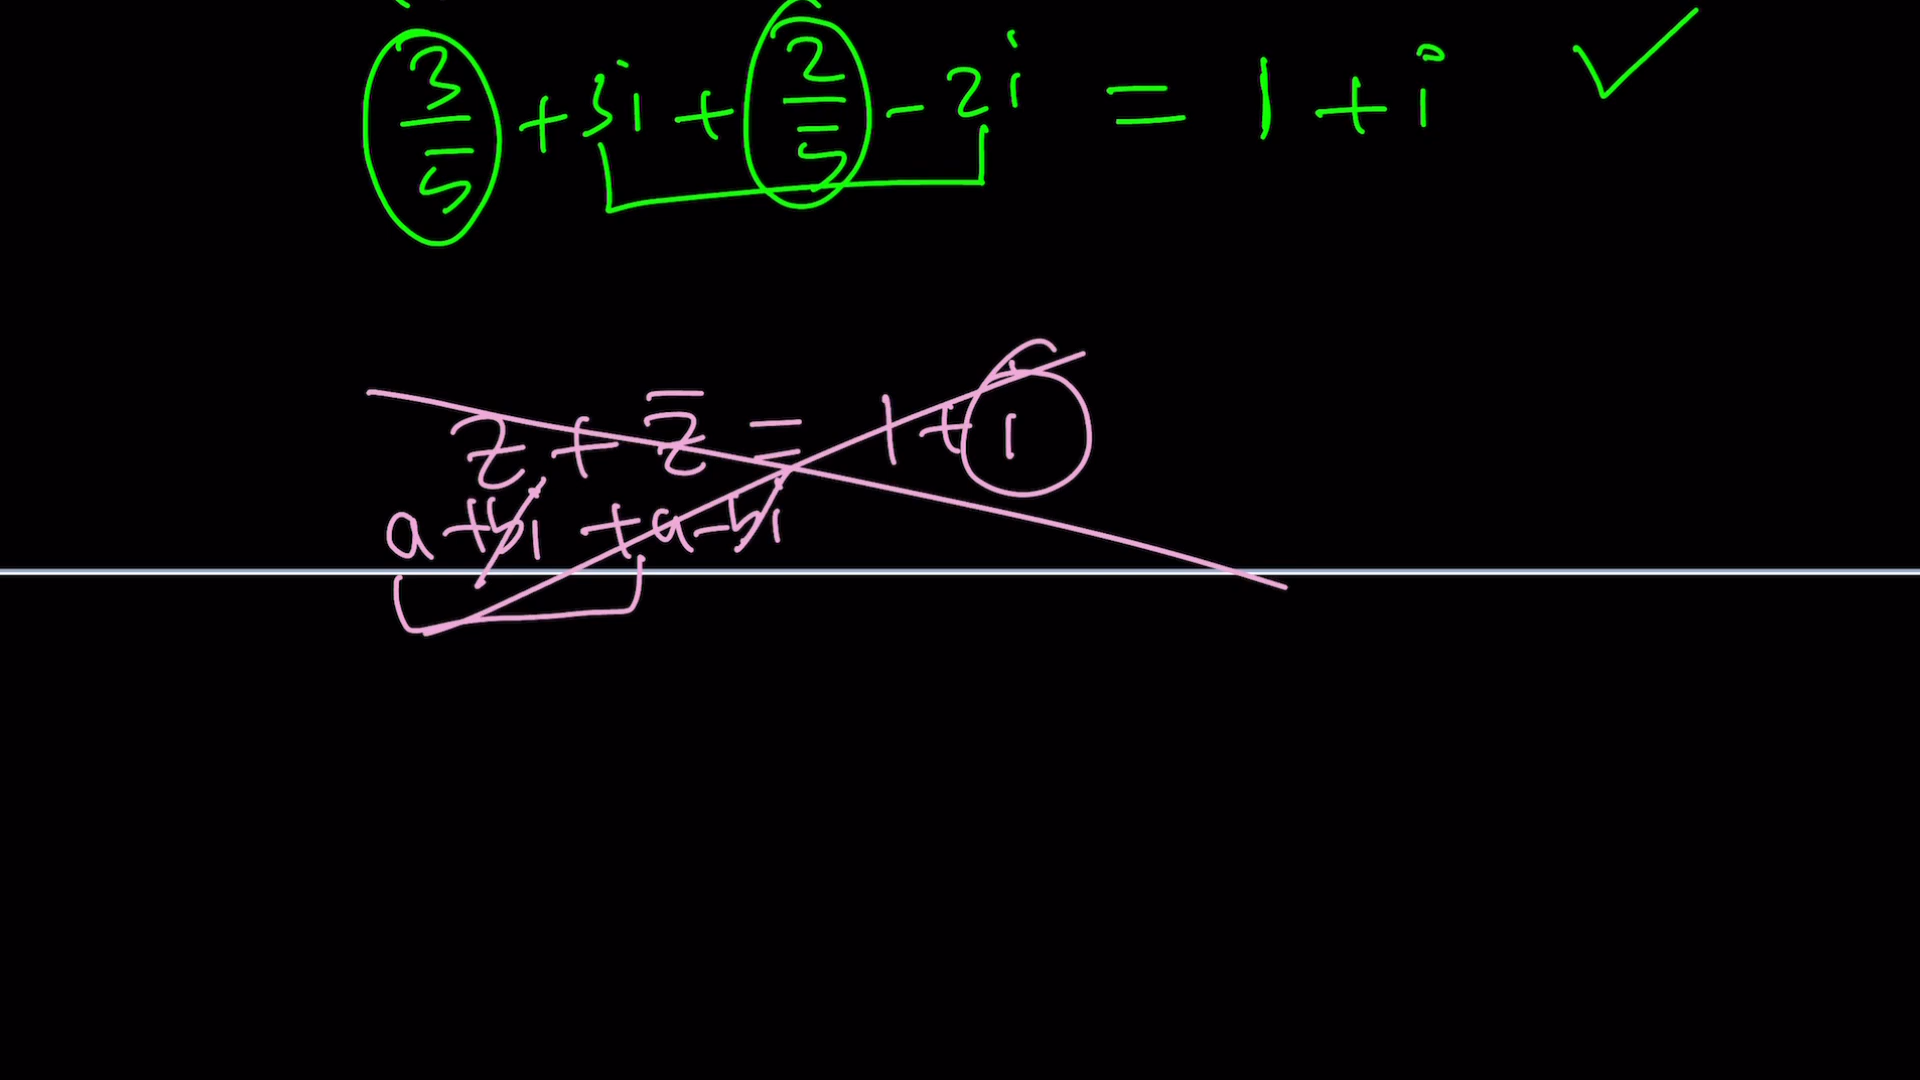 3/5 + 3i + 2/5 - 2i = 1 + i ✓
z + z̄ = 1 + i
a + bi + a - bi